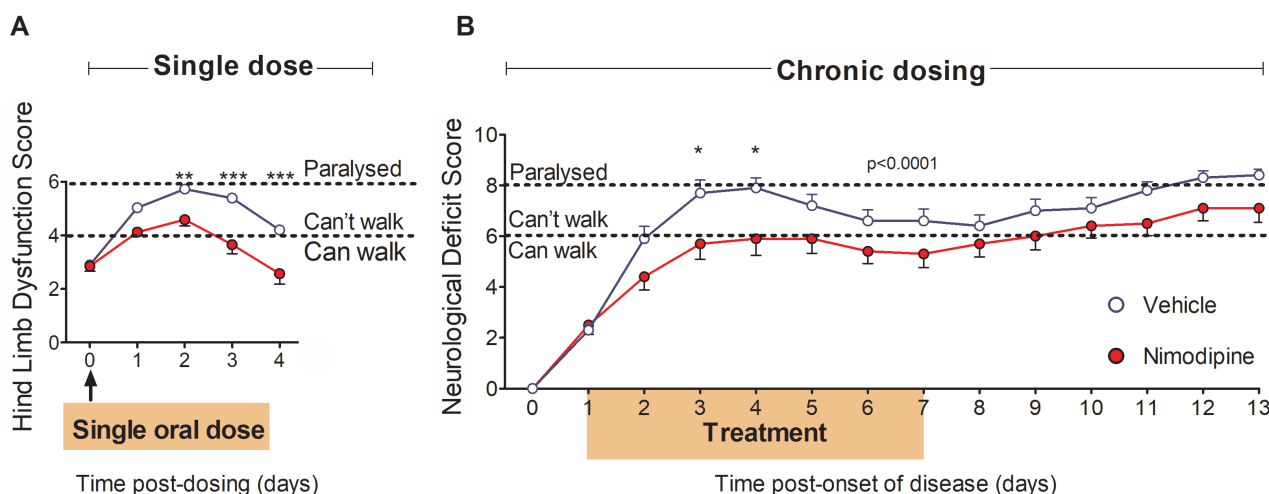 A
Single dose
Hind Limb Dysfunction Score
6
4
2
0
** *** ***
Paralysed
Can't walk
Can walk
0 1 2 3 4
Single oral dose
Time post-dosing (days)
B
Chronic dosing
Neurological Deficit Score
10
8
6
4
2
0
* *
p<0.0001
Paralysed
Can't walk
Can walk
Vehicle
Nimodipine
0 1 2 3 4 5 6 7 8 9 10 11 12 13
Treatment
Time post-onset of disease (days)